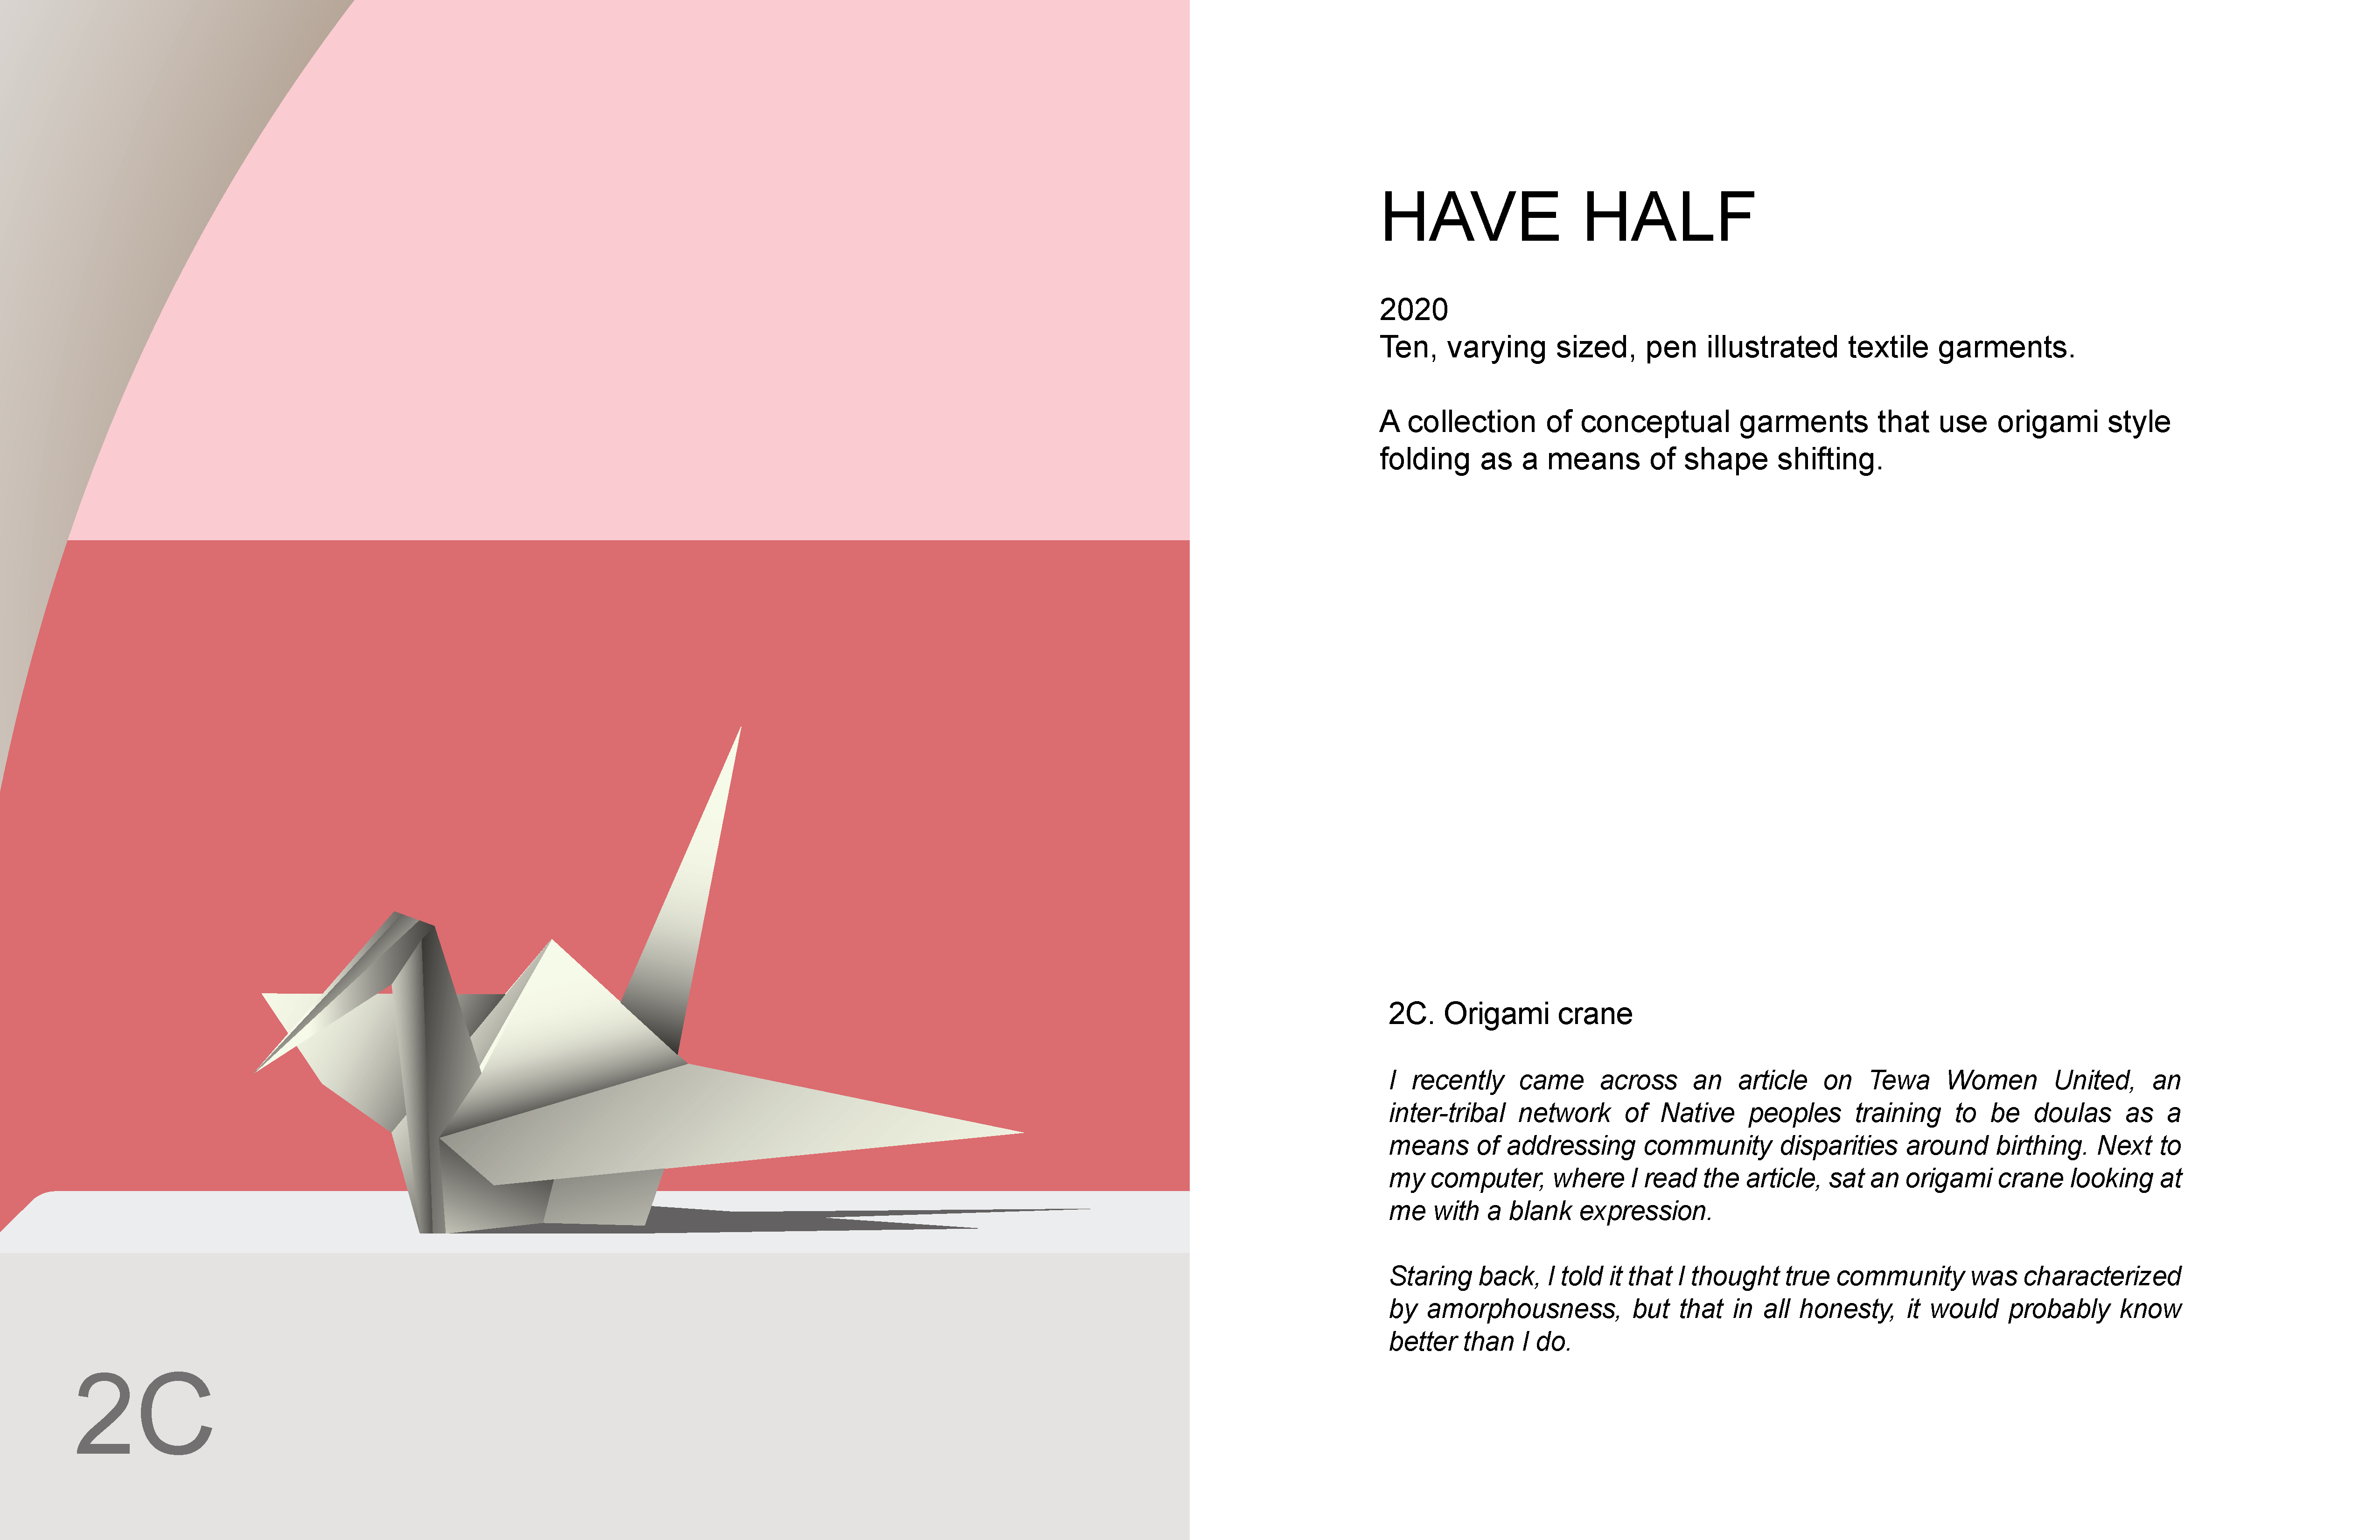 2C
HAVE HALF
2020
Ten, varying sized, pen illustrated textile garments.
A collection of conceptual garments that use origami style
folding as a means of shape shifting.
2C. Origami crane
I recently came across an article on Tewa Women United, an
inter-tribal network of Native peoples training to be doulas as a
means of addressing community disparities around birthing. Next to
my computer, where I read the article, sat an origami crane looking at
me with a blank expression.
Staring back, I told it that I thought true community was characterized
by amorphousness, but that in all honesty, it would probably know
better than I do.